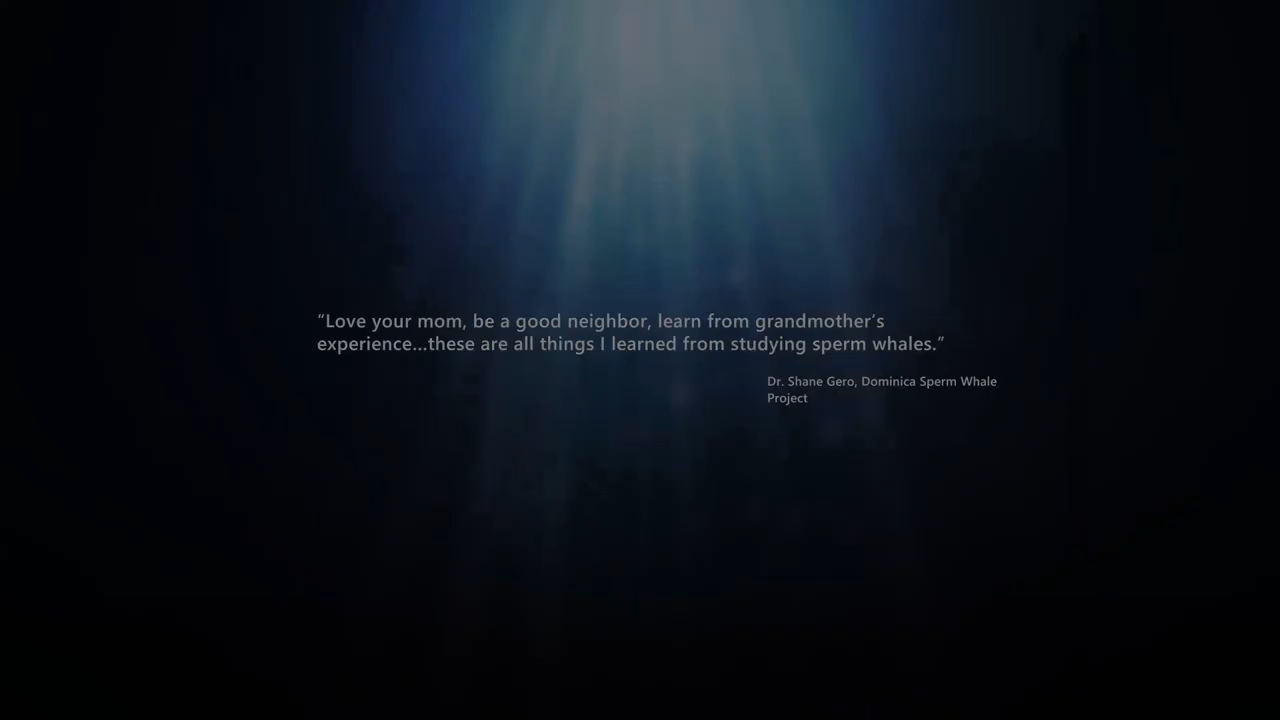 “Love your mom, be a good neighbor, learn from grandmother’s
experience...these are all things I learned from studying sperm whales.”
Dr. Shane Gero, Dominica Sperm Whale
Project